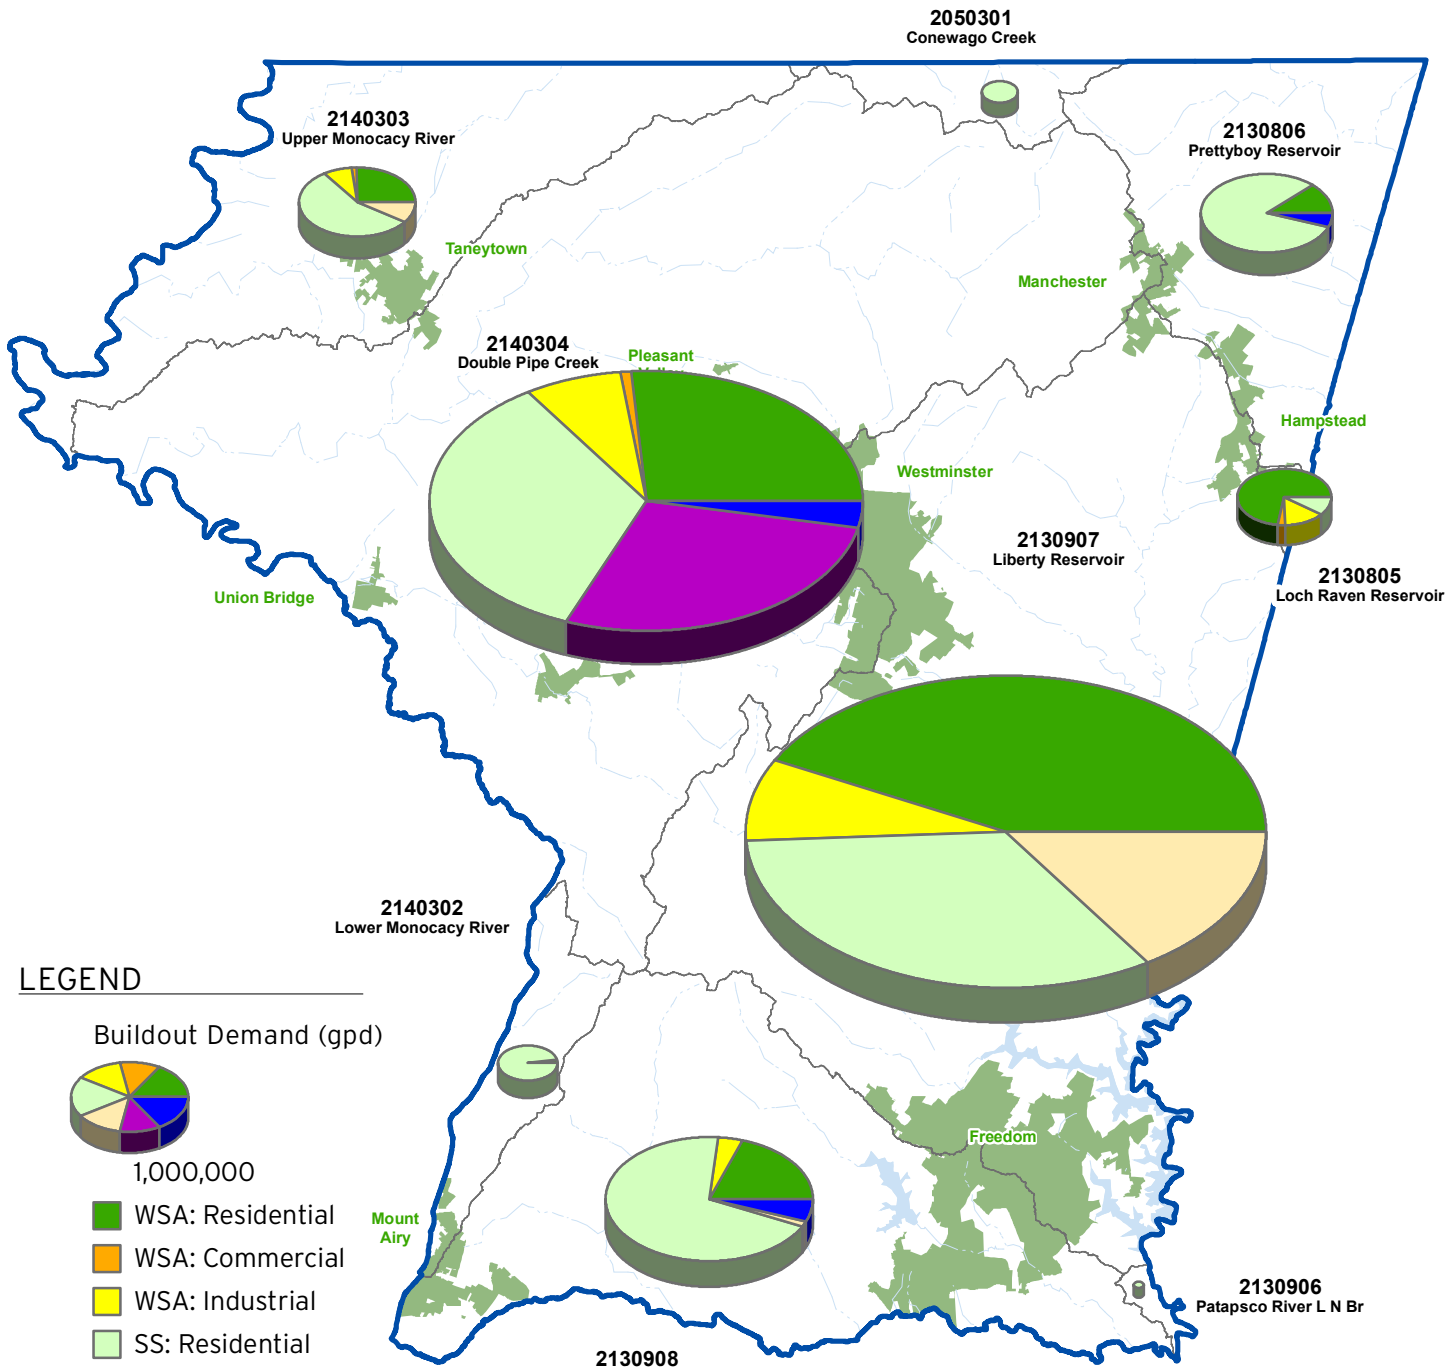 2050301
Conewago Creek
2140303
Upper Monocacy River
2130806
Prettyboy Reservoir
Taneytown
Manchester
2140304
Double Pipe Creek
Pleasant
Hampstead
Westminster
2130907
Liberty Reservoir
2130805
Loch Raven Reservoir
Union Bridge
2140302
Lower Monocacy River
LEGEND
Buildout Demand (gpd)
1,000,000
WSA: Residential
WSA: Commercial
WSA: Industrial
SS: Residential
Freedom
Mount
Airy
2130906
Patapsco River L N Br
2130908